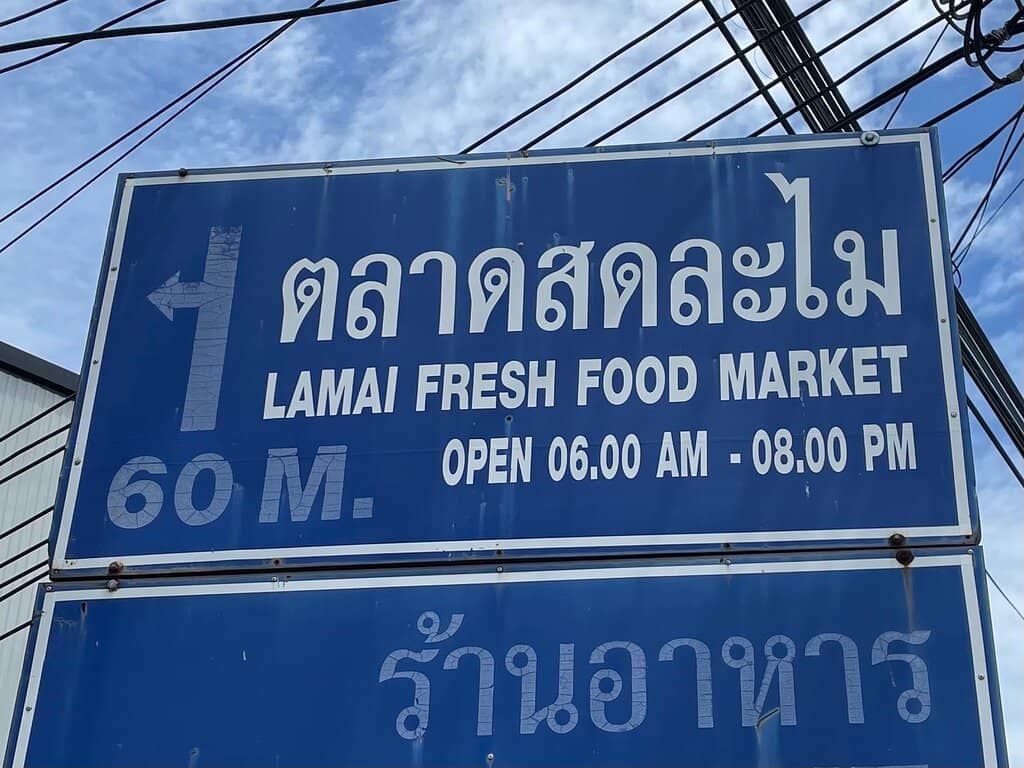 ตลาดสดละไม
LAMAI FRESH FOOD MARKET
OPEN 06.00 AM - 08.00 PM
60 M.
ร้านอาหาร